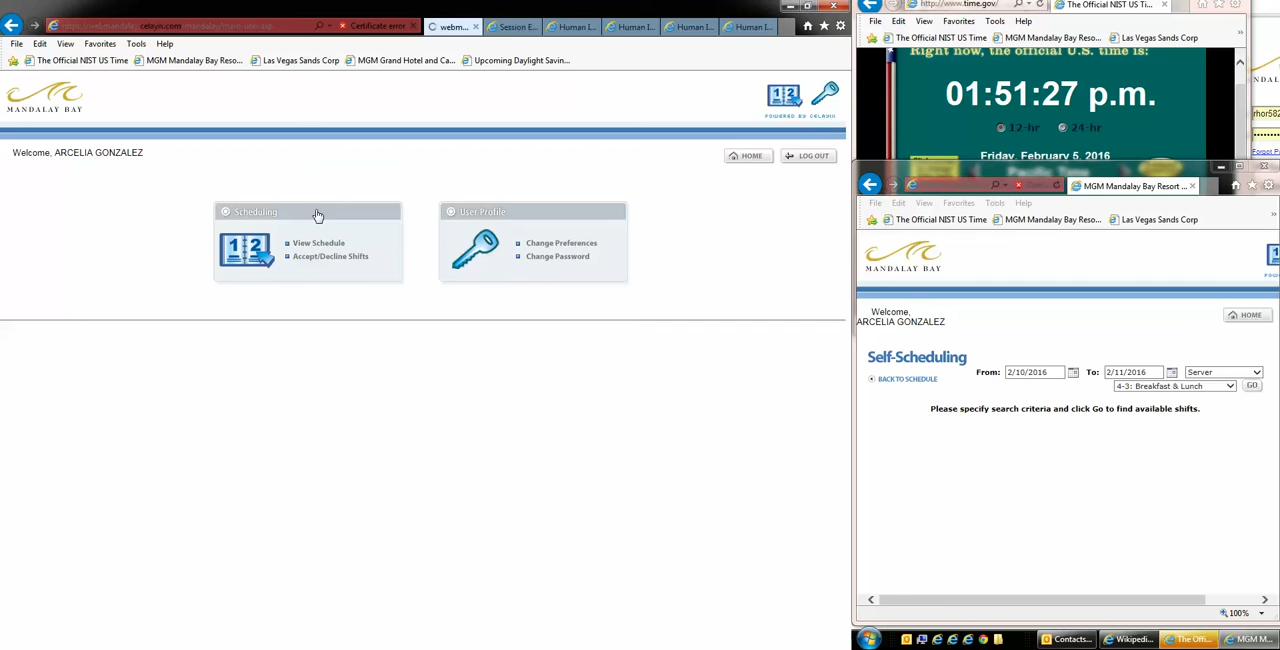 Certificate error
webm...
Session E...
Human I...
Human I...
Human I...
Human I...
Human I...
File Edit View Favorites Tools Help
The Official NIST US Time
MGM Mandalay Bay Reso...
Las Vegas Sands Corp
MGM Grand Hotel and Ca...
Upcoming Daylight Savin...
MANDALAY BAY
12
POWERED BY CELAYIX
Welcome, ARCELIA GONZALEZ
HOME
LOG OUT
Scheduling
View Schedule
Accept/Decline Shifts
User Profile
Change Preferences
Change Password
http://www.time.gov/
The Official NIST US Ti...
File Edit View Favorites Tools Help
The Official NIST US Time
MGM Mandalay Bay Reso...
Las Vegas Sands Corp
Right now, the official U.S. time is:
01:51:27 p.m.
12-hr 24-hr
Friday, February 5, 2016
Pacific Time
MGM Mandalay Bay Resort ...
File Edit View Favorites Tools Help
The Official NIST US Time
MGM Mandalay Bay Reso...
Las Vegas Sands Corp
MANDALAY BAY
Welcome,
ARCELIA GONZALEZ
HOME
Self-Scheduling
BACK TO SCHEDULE
From: 2/10/2016 To: 2/11/2016 Server
4-3: Breakfast & Lunch GO
Please specify search criteria and click Go to find available shifts.
100%
Contacts...
Wikipedi...
The Offi...
MGM M...